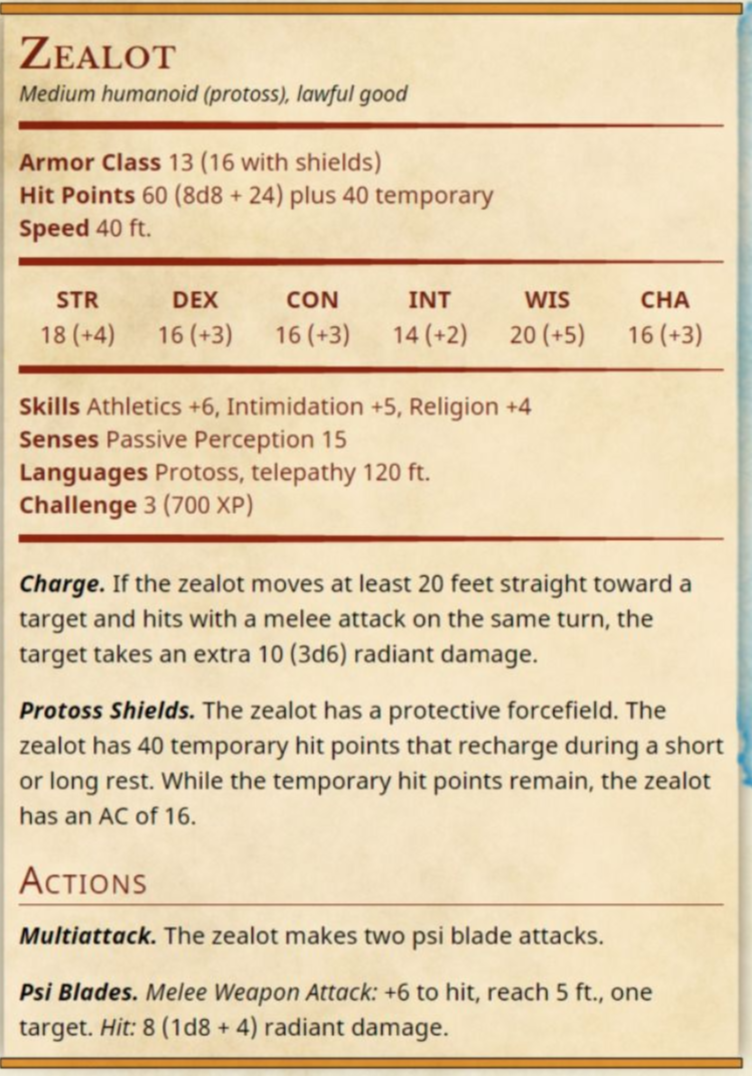 Zealot
Medium humanoid (protoss), lawful good
Armor Class 13 (16 with shields)
Hit Points 60 (8d8 + 24) plus 40 temporary
Speed 40 ft.
STR DEX CON INT WIS CHA
18 (+4) 16 (+3) 16 (+3) 14 (+2) 20 (+5) 16 (+3)
Skills Athletics +6, Intimidation +5, Religion +4
Senses Passive Perception 15
Languages Protoss, telepathy 120 ft.
Challenge 3 (700 XP)
Charge. If the zealot moves at least 20 feet straight toward a
target and hits with a melee attack on the same turn, the
target takes an extra 10 (3d6) radiant damage.
Protoss Shields. The zealot has a protective forcefield. The
zealot has 40 temporary hit points that recharge during a short
or long rest. While the temporary hit points remain, the zealot
has an AC of 16.
Actions
Multiattack. The zealot makes two psi blade attacks.
Psi Blades. Melee Weapon Attack: +6 to hit, reach 5 ft., one
target. Hit: 8 (1d8 + 4) radiant damage.